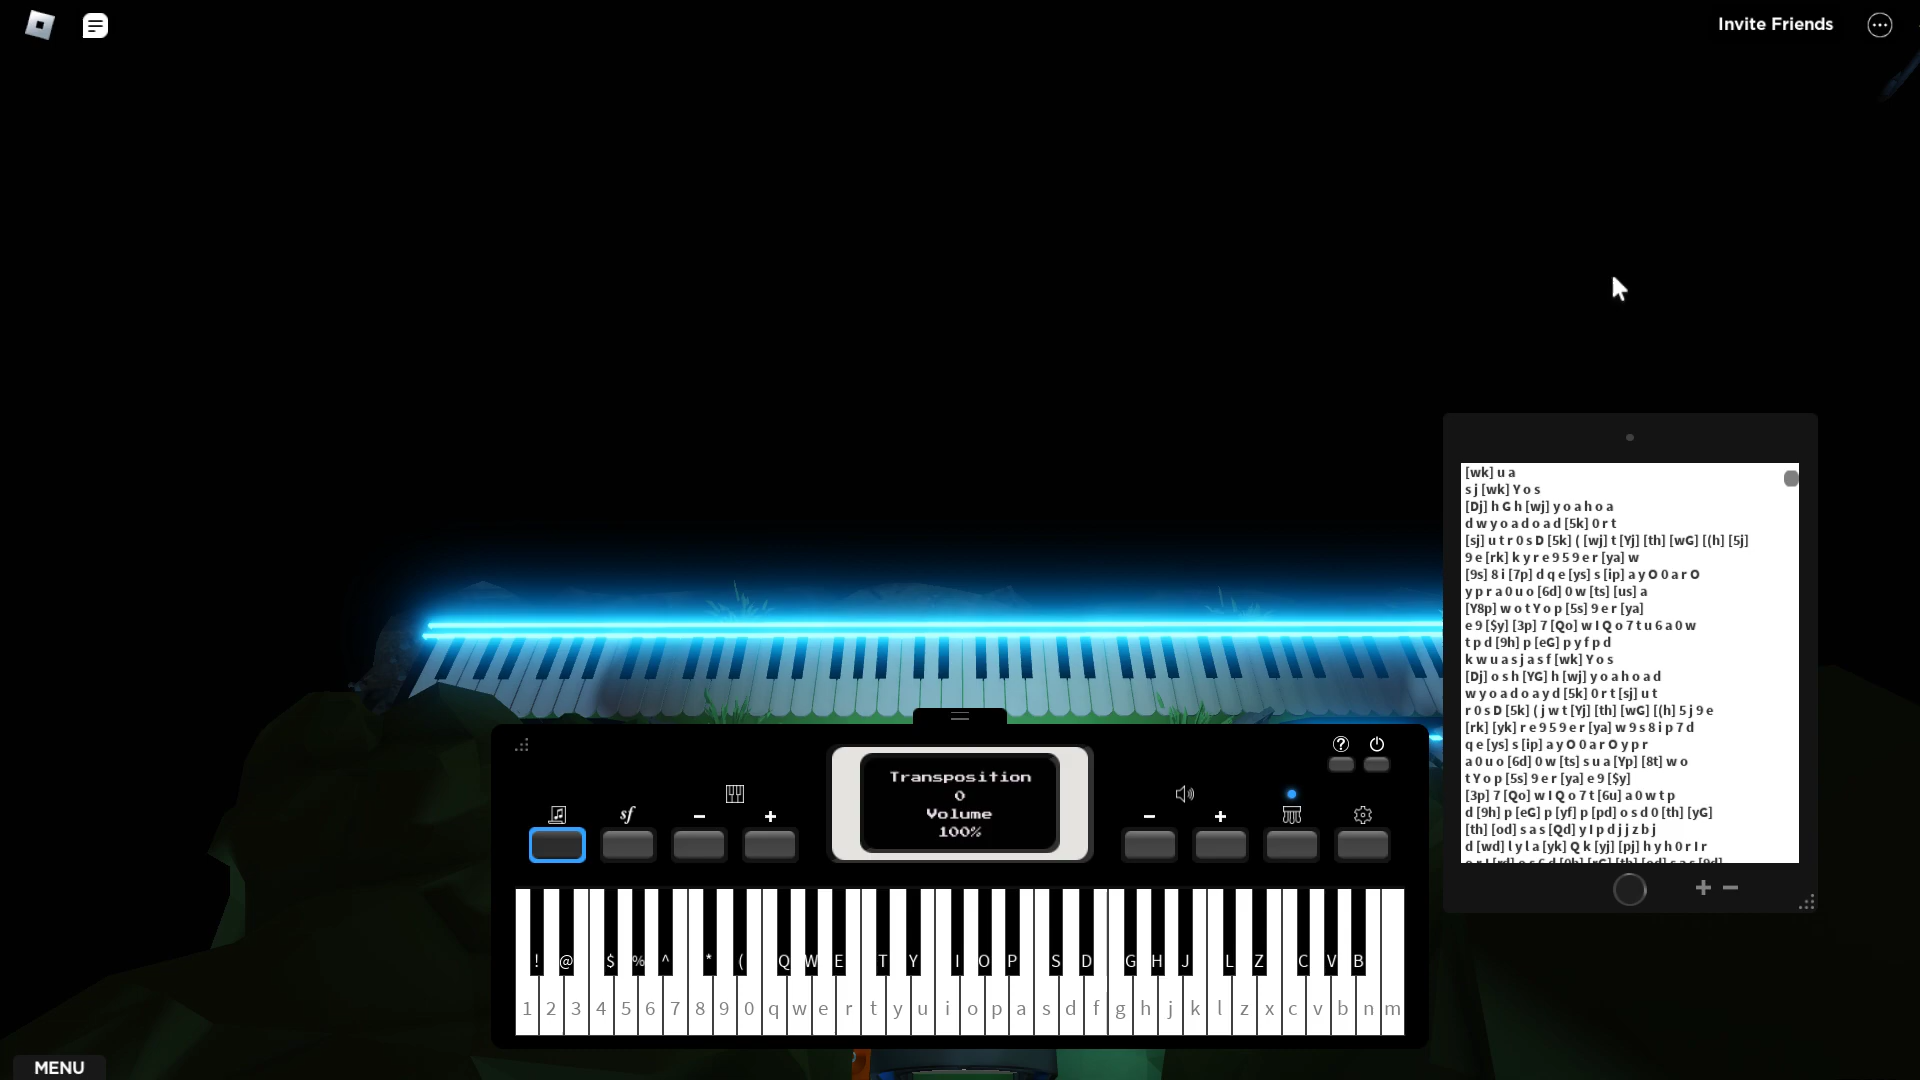 Invite Friends
[wk] u a
s j [wk] Y o s
[Dj] h G h [wj] y o a h o a
d w y o a d o a d [5k] 0 r t
[sj] u t r 0 s D [5k] ( [wj] t [Yj] [th] [wG] [(h] [5j]
9 e [rk] k y r e 9 5 9 e r [ya] w
[9s] 8 i [7p] d q e [ys] s [ip] a y O 0 a r O
y p r a 0 u o [6d] 0 w [ts] [us] a
[Y8p] w o t Y o p [5s] 9 e r [ya]
e 9 [$y] [3p] 7 [Qo] w I Q o 7 t u 6 a 0 w
t p d [9h] p [eG] p y f p d
k w u a s j a s f [wk] Y o s
[Dj] o s h [YG] h [wj] y o a h o a d
w y o a d o a y d [5k] 0 r t [sj] u t
r 0 s D [5k] ( j w t [Yj] [th] [wG] [(h] 5 j 9 e
[rk] [yk] r e 9 5 9 e r [ya] w 9 s 8 i p 7 d
q e [ys] s [ip] a y O 0 a r O y p r
a 0 u o [6d] 0 w [ts] s u a [Yp] [8t] w o
t Y o p [5s] 9 e r [ya] e 9 [$y]
[3p] 7 [Qo] w I Q o 7 t [6u] a 0 w t p
d [9h] p [eG] p [yf] p [pd] o s d 0 [th] [yG]
[th] [od] s a s [Qd] y I p d j j z b j
d [wd] l y l a [yk] Q k [yj] [pj] h y h 0 r I r
Transposition
0
Volume
100%
sf
- + - +
?
! @ $ % ^ * ( Q W E T Y I O P S D G H J L Z C V B
1 2 3 4 5 6 7 8 9 0 q w e r t y u i o p a s d f g h j k l z x c v b n m
+ -
MENU